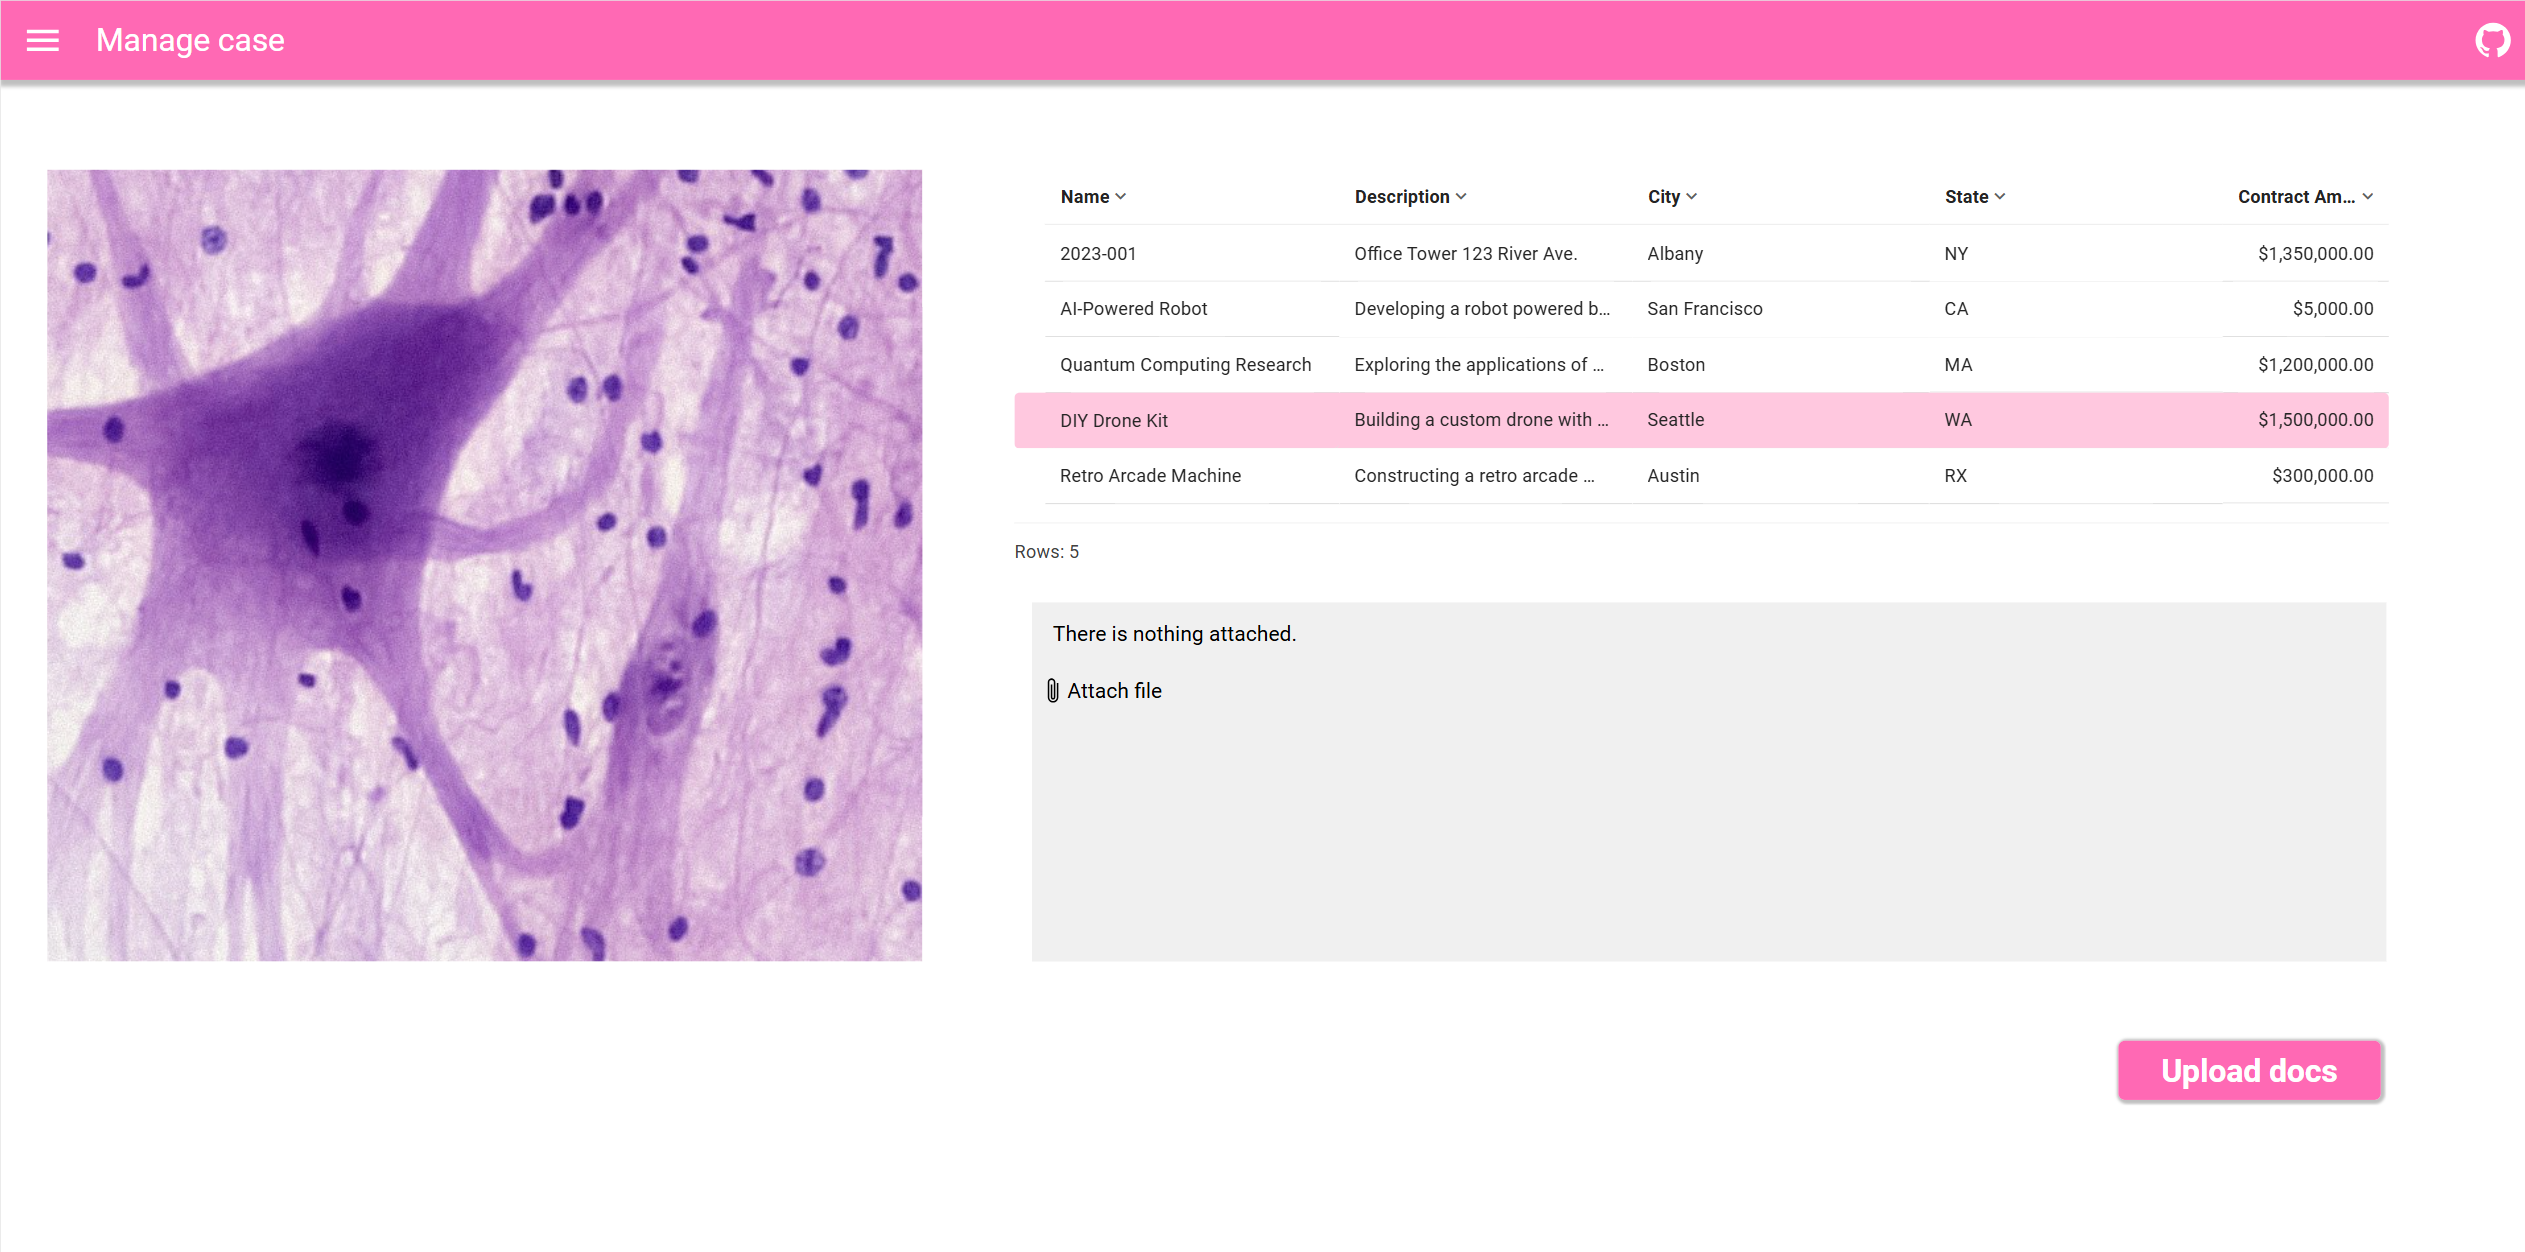 Manage case
Name Description City State Contract Am...
2023-001 Office Tower 123 River Ave. Albany NY $1,350,000.00
AI-Powered Robot Developing a robot powered b... San Francisco CA $5,000.00
Quantum Computing Research Exploring the applications of ... Boston MA $1,200,000.00
DIY Drone Kit Building a custom drone with ... Seattle WA $1,500,000.00
Retro Arcade Machine Constructing a retro arcade ... Austin RX $300,000.00
Rows: 5
There is nothing attached.
Attach file
Upload docs